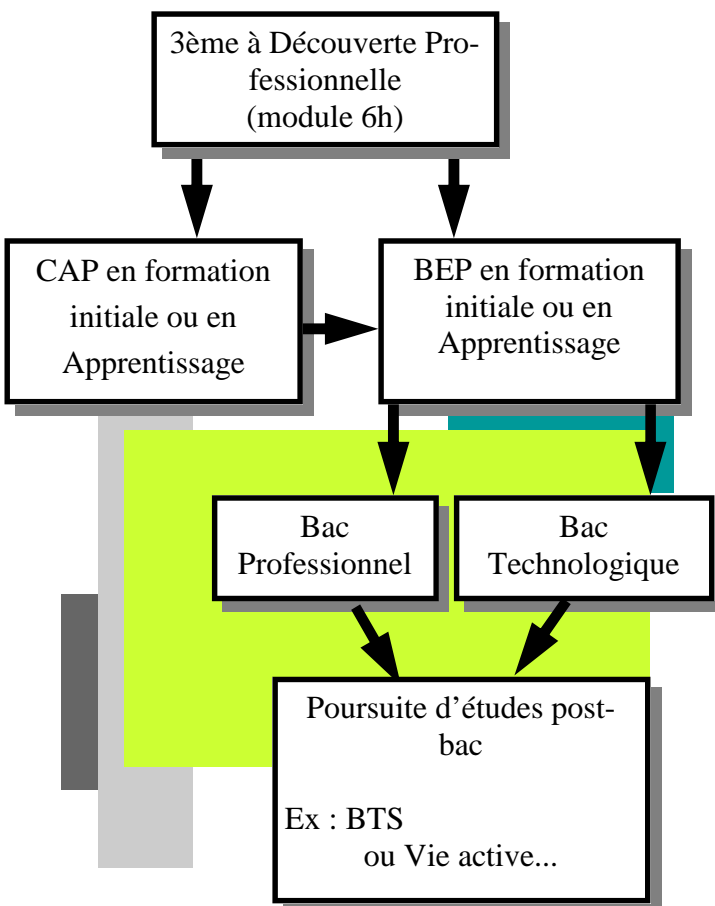 3ème à Découverte Pro-
fessionnelle
(module 6h)
CAP en formation
initiale ou en
Apprentissage
BEP en formation
initiale ou en
Apprentissage
Bac
Professionnel
Bac
Technologique
Poursuite d’études post-
bac
Ex : BTS
ou Vie active...